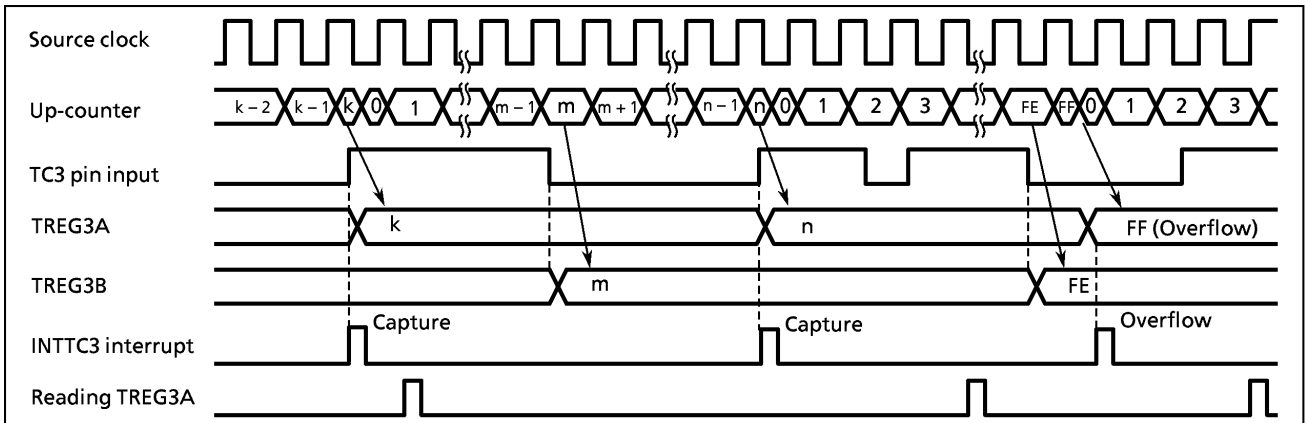 Source clock
Up-counter k – 2 k – 1 k 0 1 m – 1 m m + 1 n – 1 n 0 1 2 3 FE FF 0 1 2 3
TC3 pin input
TREG3A k n FF (Overflow)
TREG3B m FE
Capture Capture Overflow
INTTC3 interrupt
Reading TREG3A